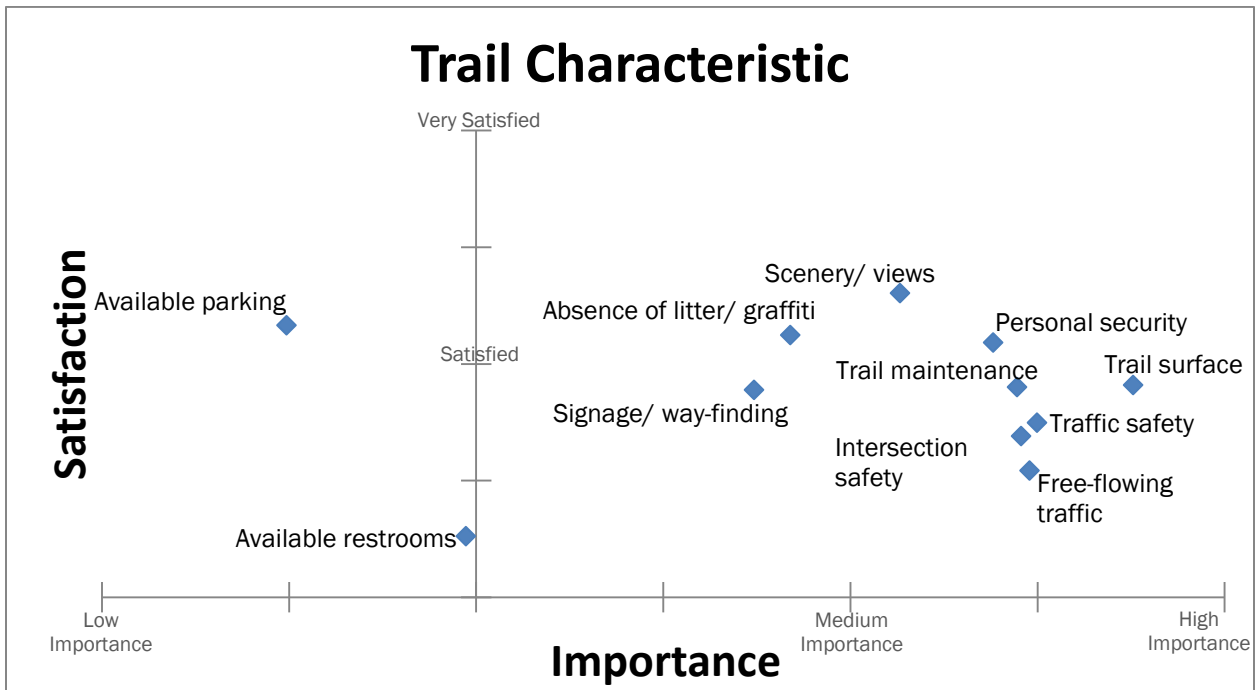 Trail Characteristic
Very Satisfied
Scenery/ views
Available parking
Absence of litter/ graffiti
Personal security
Satisfied
Trail surface
Trail maintenance
Signage/ way-finding
Traffic safety
Intersection
safety
Free-flowing
traffic
Available restrooms
Satisfaction
Low
Importance
Medium
Importance
High
Importance
Importance